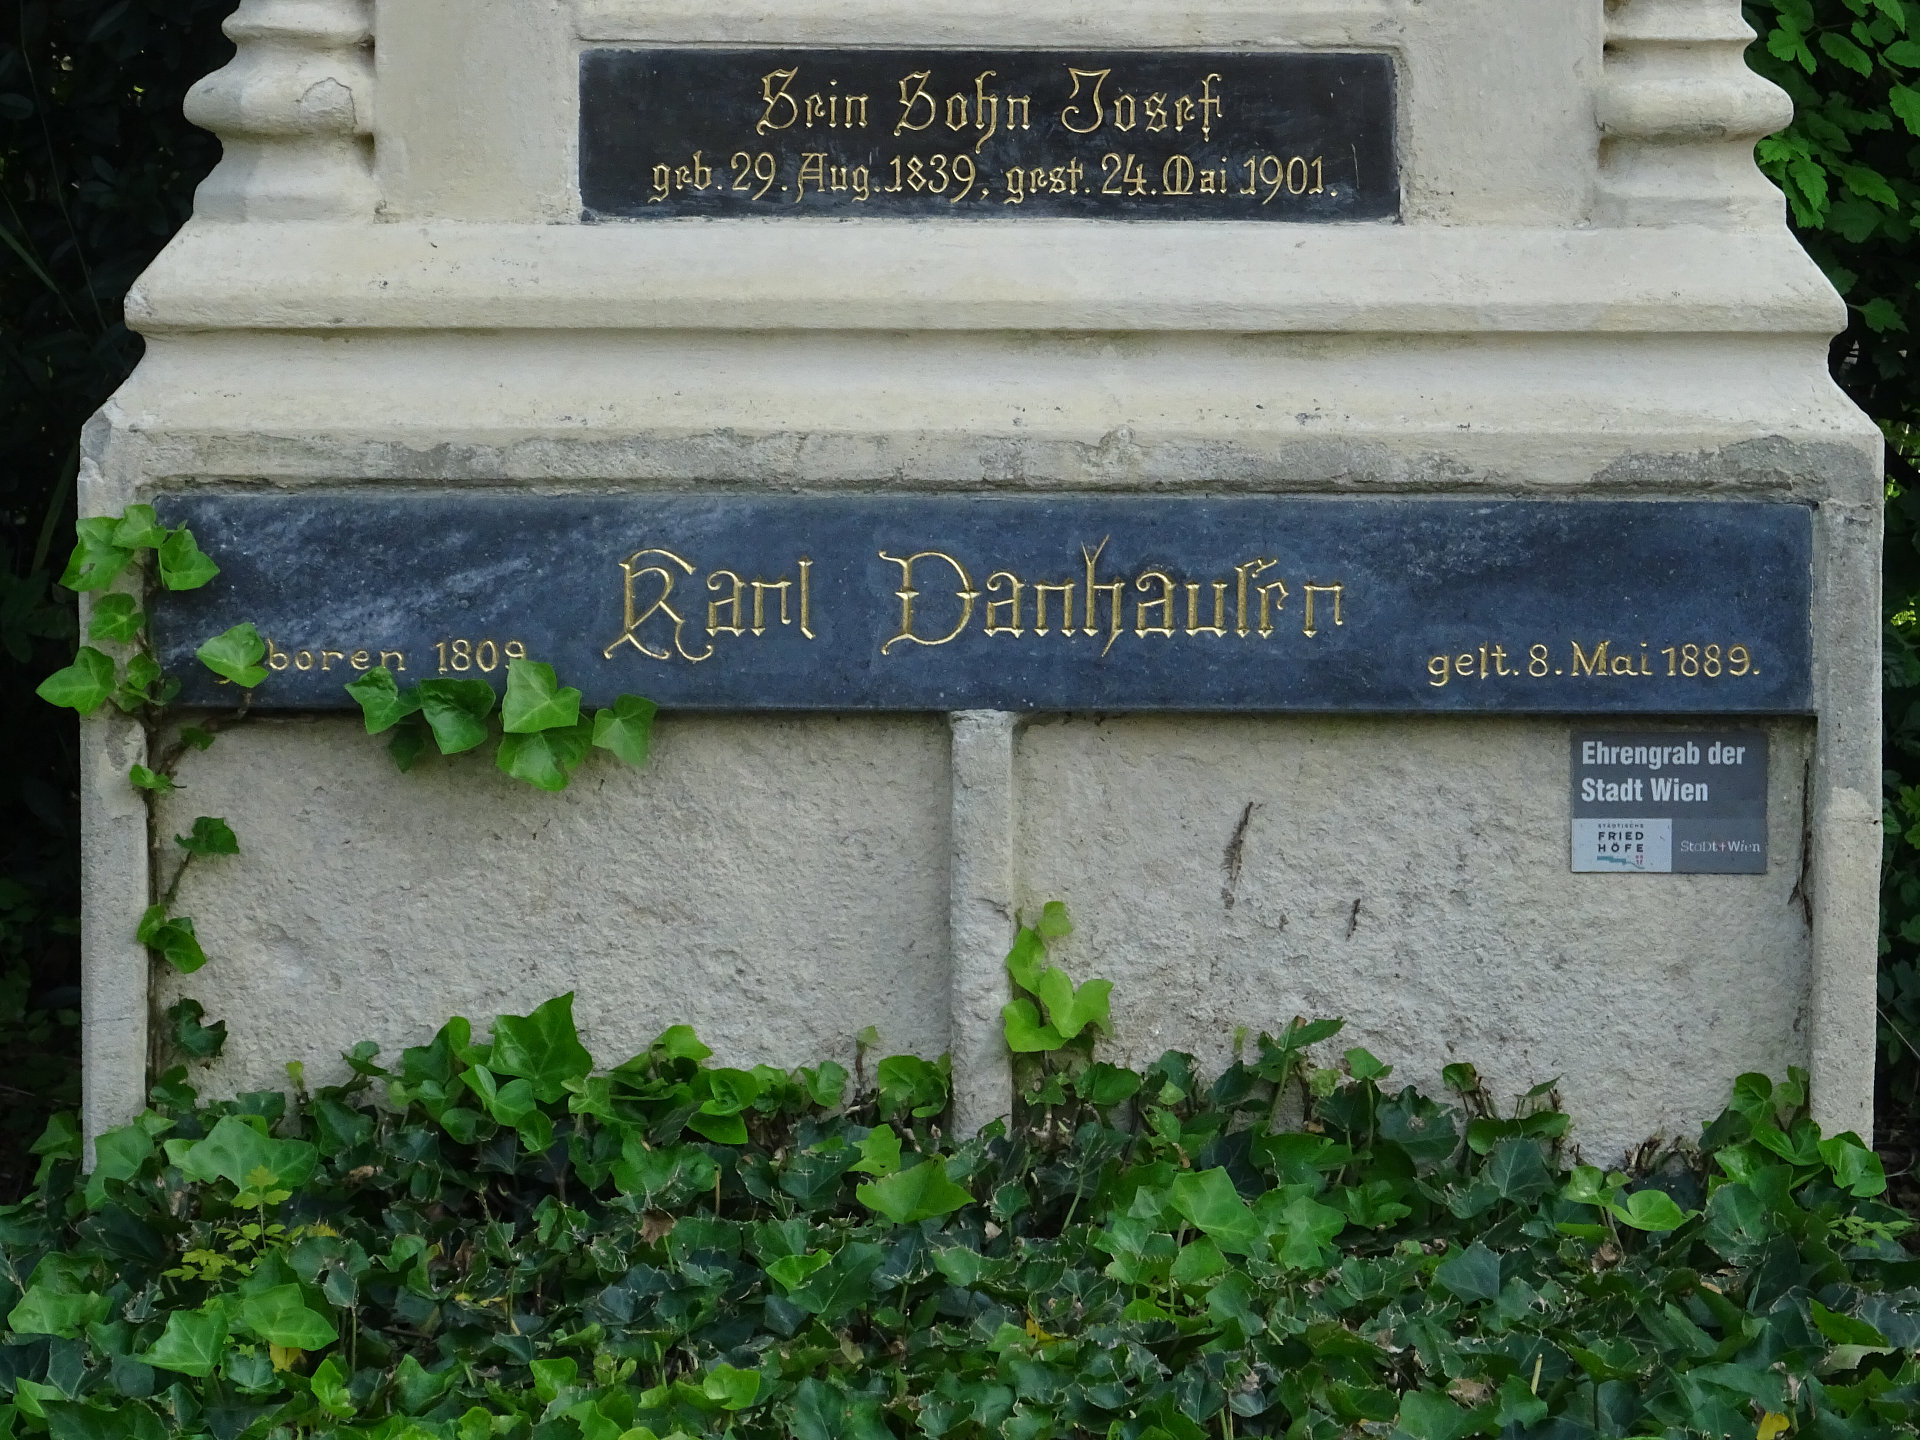 Sein Sohn Josef
geb. 29. Aug. 1839, gest. 24. Mai 1901.
Karl Danhauſer
boren 1809
geſt. 8. Mai 1889.
Ehrengrab der
Stadt Wien
STÄDTISCHE
FRIED
HÖFE
StaDt+Wien